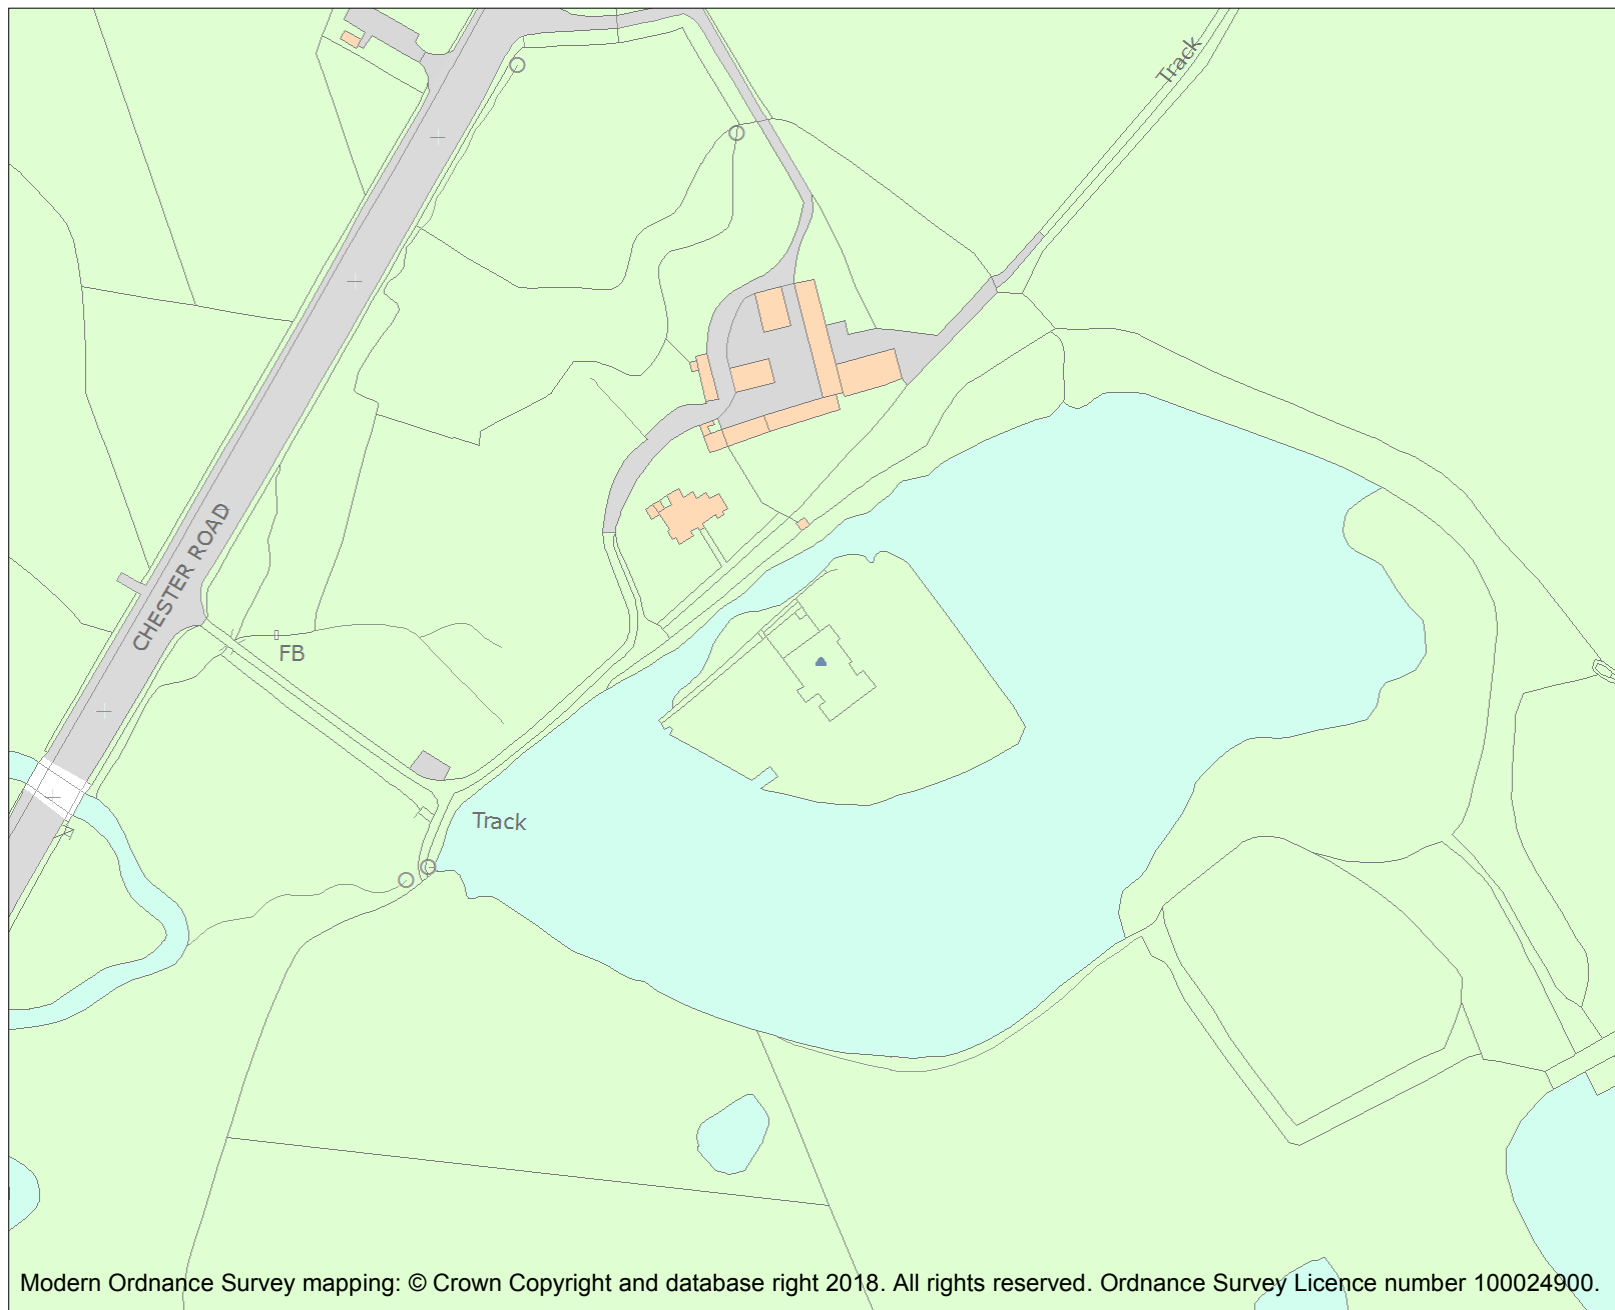 Track
CHESTER ROAD
FB
Track
Modern Ordnance Survey mapping: © Crown Copyright and database right 2018. All rights reserved. Ordnance Survey Licence number 100024900.